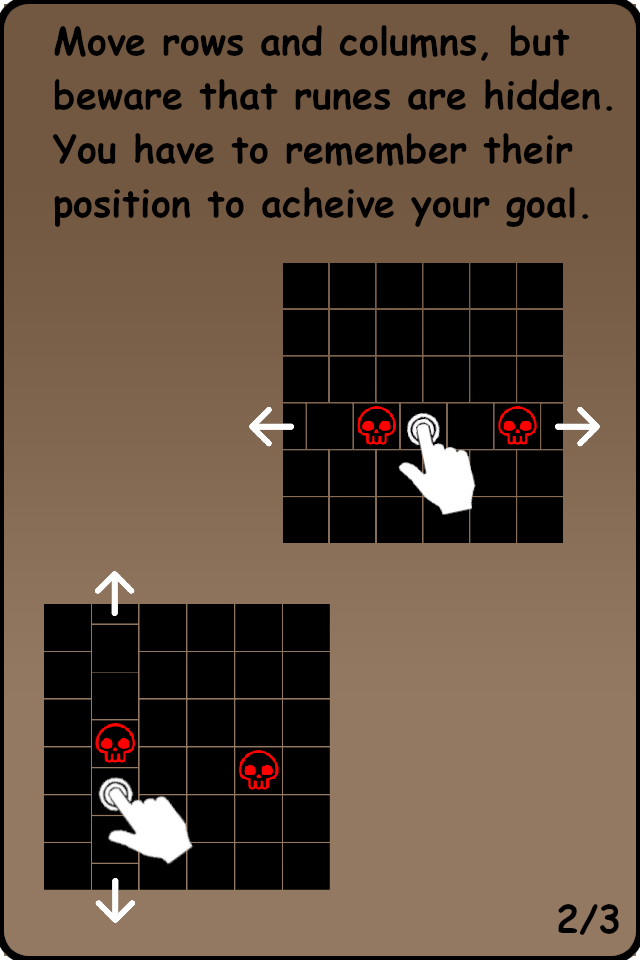 Move rows and columns, but
beware that runes are hidden.
You have to remember their
position to acheive your goal.
2/3